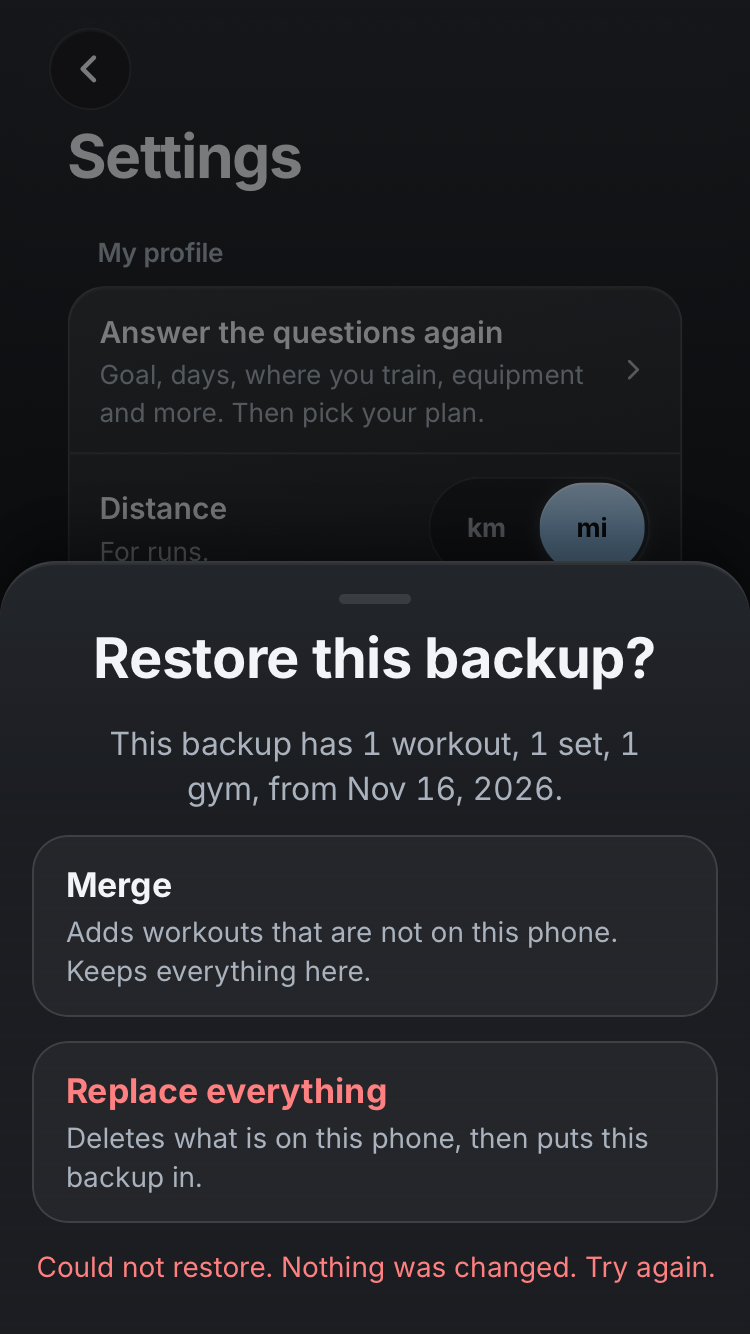 Settings
My profile
Answer the questions again
Goal, days, where you train, equipment
and more. Then pick your plan.
Distance
For runs.
km
mi
Restore this backup?
This backup has 1 workout, 1 set, 1
gym, from Nov 16, 2026.
Merge
Adds workouts that are not on this phone.
Keeps everything here.
Replace everything
Deletes what is on this phone, then puts this
backup in.
Could not restore. Nothing was changed. Try again.